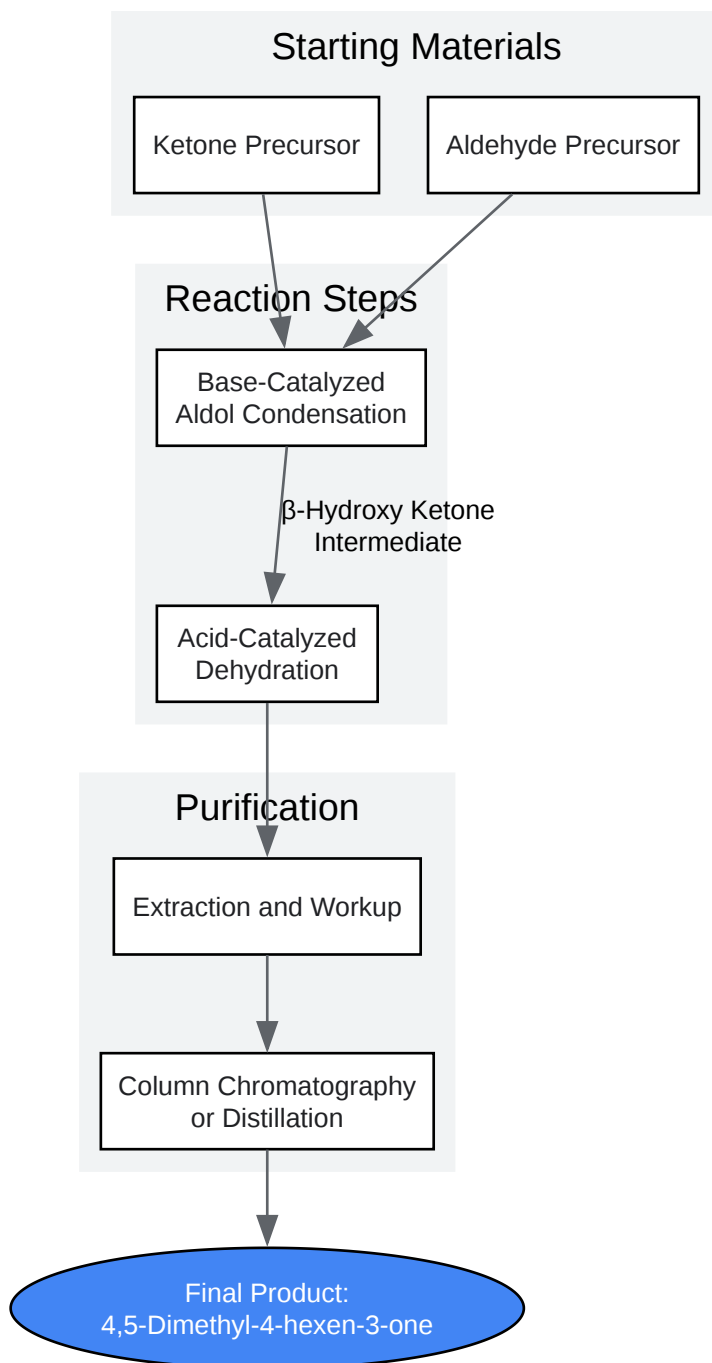 Starting Materials
Ketone Precursor
Aldehyde Precursor
Reaction Steps
Base-Catalyzed
Aldol Condensation
β-Hydroxy Ketone
Intermediate
Acid-Catalyzed
Dehydration
Purification
Extraction and Workup
Column Chromatography
or Distillation
Final Product:
4,5-Dimethyl-4-hexen-3-one